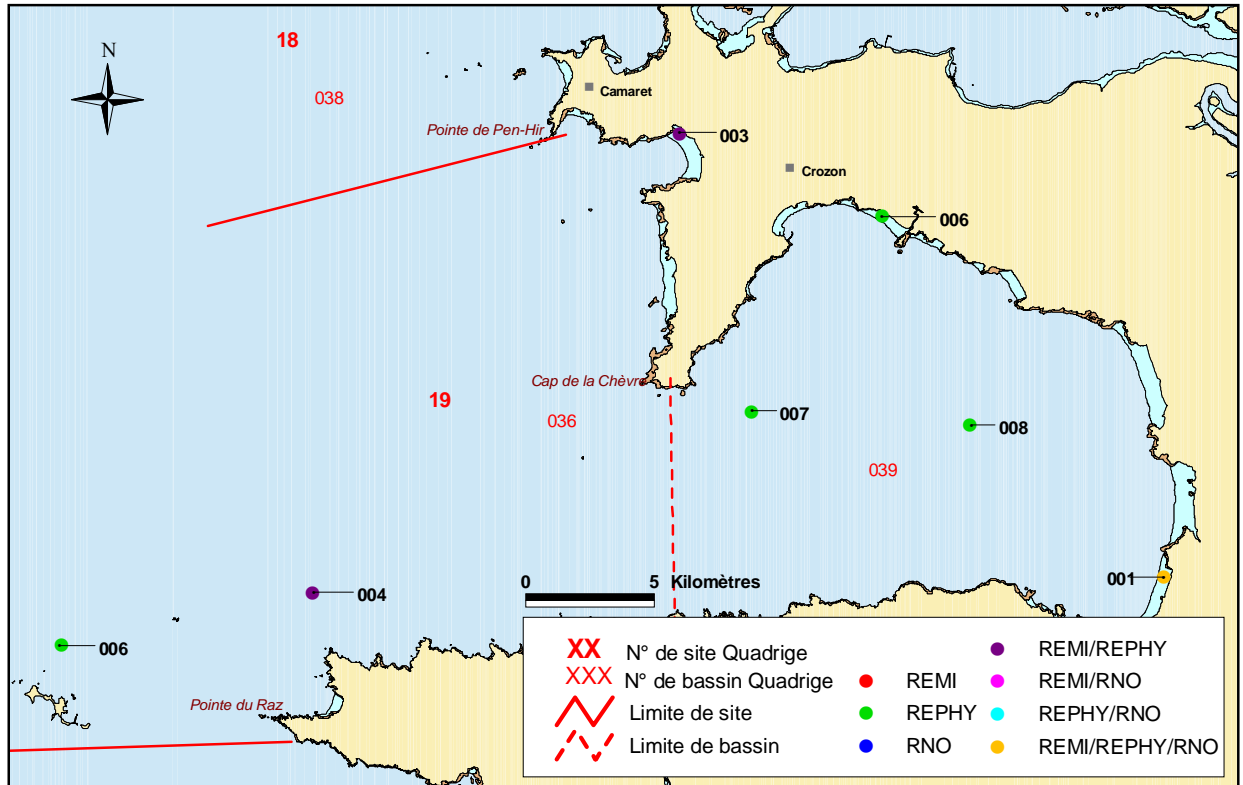 18
N
038
Camaret
Pointe de Pen-Hir
003
Crozon
006
Cap de la Chèvre
19
036
007
008
039
001
0 5 Kilomètres
004
006
Pointe du Raz
XX N° de site Quadrige
XXX N° de bassin Quadrige
Limite de site
Limite de bassin
REMI
REPHY
RNO
REMI/REPHY
REMI/RNO
REPHY/RNO
REMI/REPHY/RNO